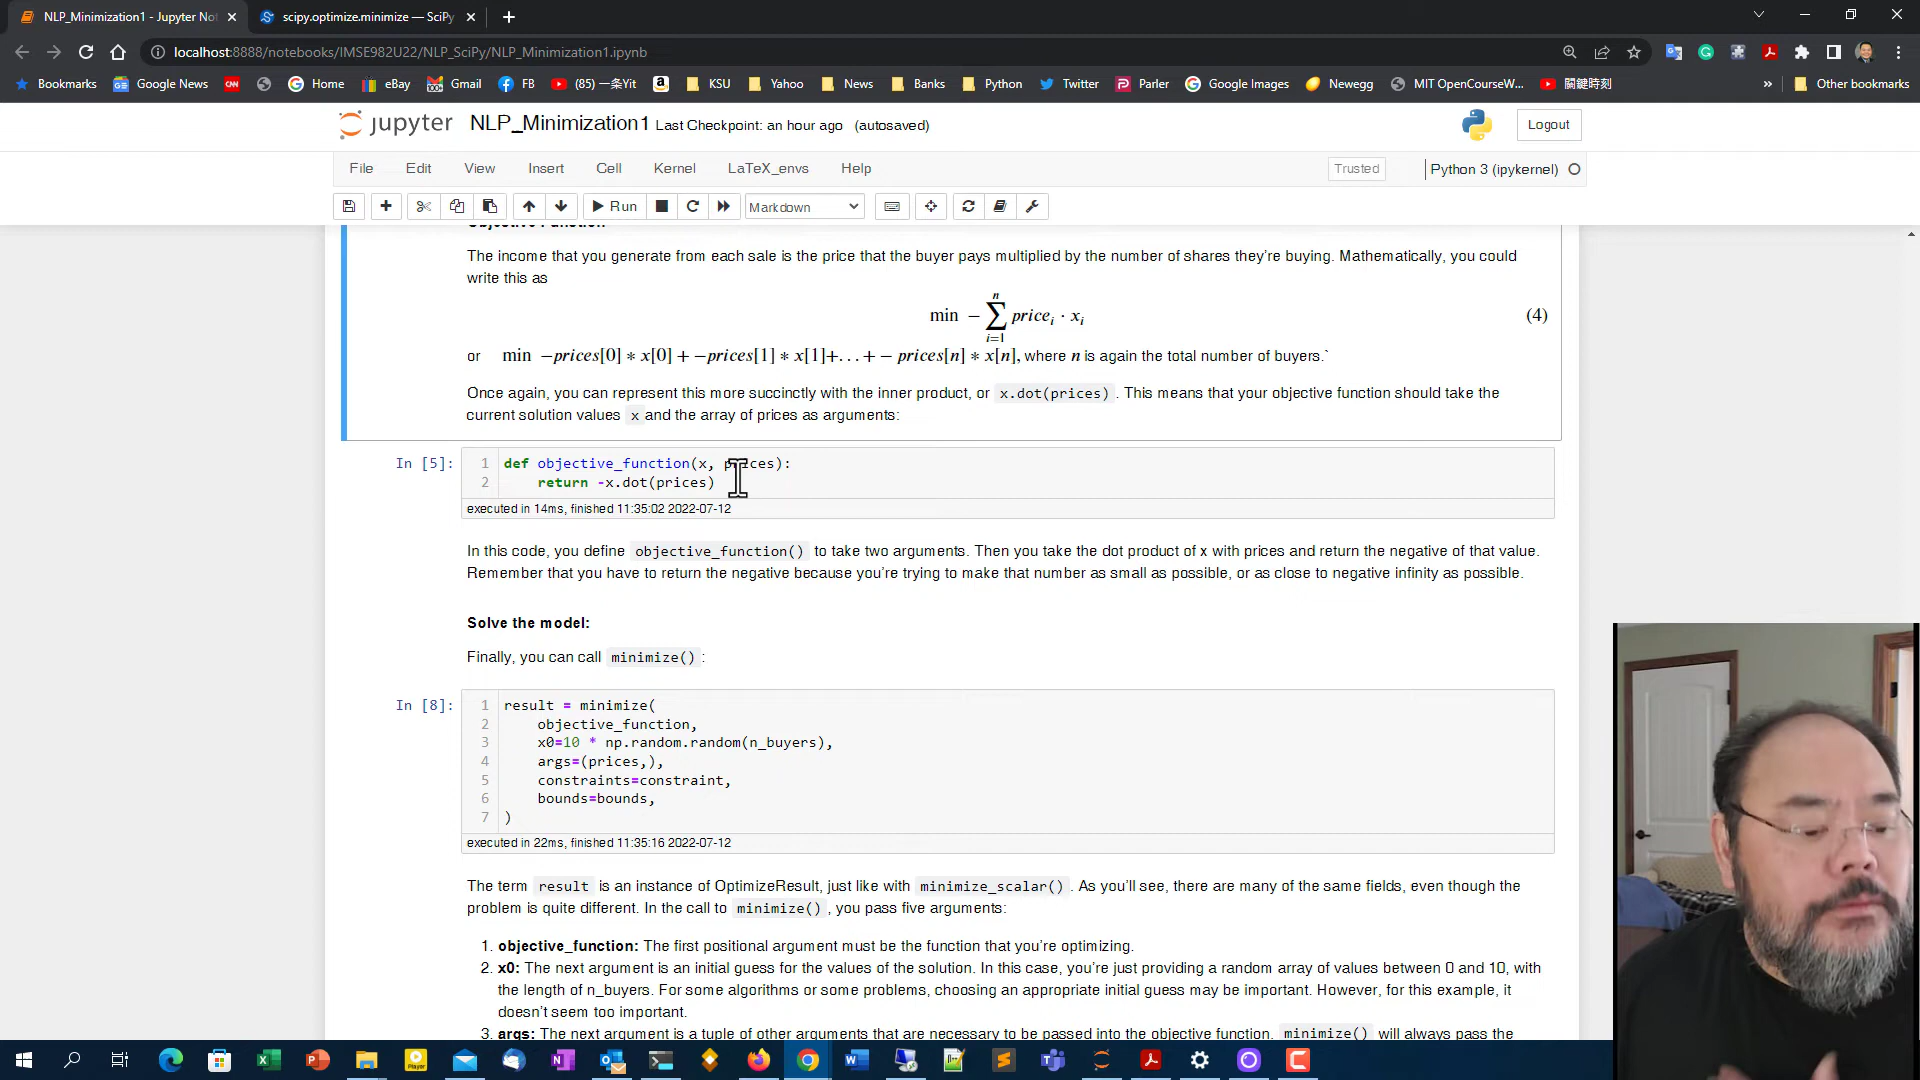 NLP_Minimization1 - Jupyter Not
scipy.optimize.minimize — SciPy
localhost:8888/notebooks/IMSE982U22/NLP_SciPy/NLP_Minimization1.ipynb
Bookmarks Google News Home eBay Gmail FB (85) 一条Yit KSU Yahoo News Banks Python Twitter Parler Google Images Newegg MIT OpenCourseW... 關鍵時刻 » Other bookmarks
jupyter NLP_Minimization1 Last Checkpoint: an hour ago (autosaved) Logout
File Edit View Insert Cell Kernel LaTeX_envs Help Trusted Python 3 (ipykernel)
Run Markdown
Objective Function
The income that you generate from each sale is the price that the buyer pays multiplied by the number of shares they're buying. Mathematically, you could
write this as
min −∑_{i=1}^{n} price_i · x_i (4)
or min −prices[0] ∗ x[0] + −prices[1] ∗ x[1]+. . . + − prices[n] ∗ x[n], where n is again the total number of buyers.`
Once again, you can represent this more succinctly with the inner product, or x.dot(prices) . This means that your objective function should take the
current solution values x and the array of prices as arguments:
In [5]: 1 def objective_function(x, prices):
2 return -x.dot(prices)
executed in 14ms, finished 11:35:02 2022-07-12
In this code, you define objective_function() to take two arguments. Then you take the dot product of x with prices and return the negative of that value.
Remember that you have to return the negative because you're trying to make that number as small as possible, or as close to negative infinity as possible.
Solve the model:
Finally, you can call minimize() :
In [8]: 1 result = minimize(
2 objective_function,
3 x0=10 * np.random.random(n_buyers),
4 args=(prices,),
5 constraints=constraint,
6 bounds=bounds,
7 )
executed in 22ms, finished 11:35:16 2022-07-12
The term result is an instance of OptimizeResult, just like with minimize_scalar() . As you'll see, there are many of the same fields, even though the
problem is quite different. In the call to minimize() , you pass five arguments:
1. objective_function: The first positional argument must be the function that you're optimizing.
2. x0: The next argument is an initial guess for the values of the solution. In this case, you're just providing a random array of values between 0 and 10, with
the length of n_buyers. For some algorithms or some problems, choosing an appropriate initial guess may be important. However, for this example, it
doesn't seem too important.
3. args: The next argument is a tuple of other arguments that are necessary to be passed into the objective function. minimize() will always pass the